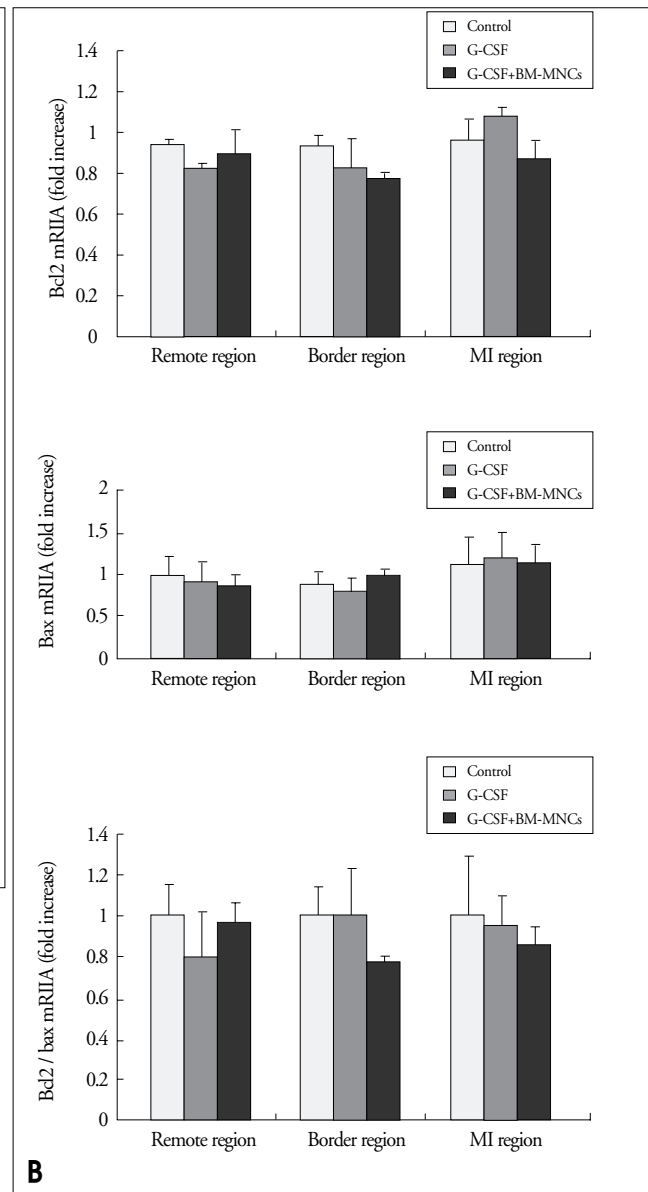 Control
G-CSF
G-CSF+BM-MNCs
Bcl2 mRIIA (fold increase)
1.4
1.2
1
0.8
0.6
0.4
0.2
0
Remote region Border region MI region
Control
G-CSF
G-CSF+BM-MNCs
Bax mRIIA (fold increase)
2
1.5
1
0.5
0
Remote region Border region MI region
Control
G-CSF
G-CSF+BM-MNCs
Bcl2 / bax mRIIA (fold increase)
1.4
1.2
1
0.8
0.6
0.4
0.2
0
Remote region Border region MI region
B